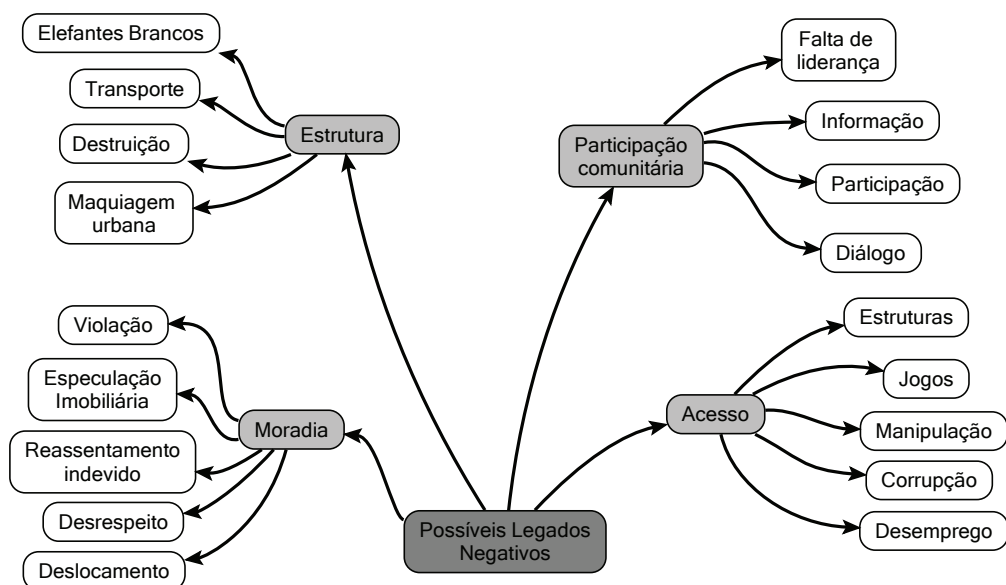 Elefantes Brancos
Transporte
Destruição
Maquiagem
urbana
Estrutura
Falta de
liderança
Informação
Participação
Diálogo
Participação
comunitária
Violação
Especulação
Imobiliária
Reassentamento
indevido
Desrespeito
Deslocamento
Moradia
Estruturas
Jogos
Manipulação
Corrupção
Desemprego
Acesso
Possíveis Legados
Negativos